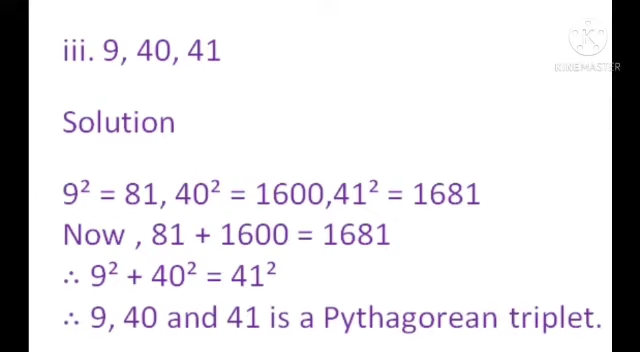 iii. 9, 40, 41
KINEMASTER
Solution
9² = 81, 40² = 1600,41² = 1681
Now , 81 + 1600 = 1681
∴ 9² + 40² = 41²
∴ 9, 40 and 41 is a Pythagorean triplet.